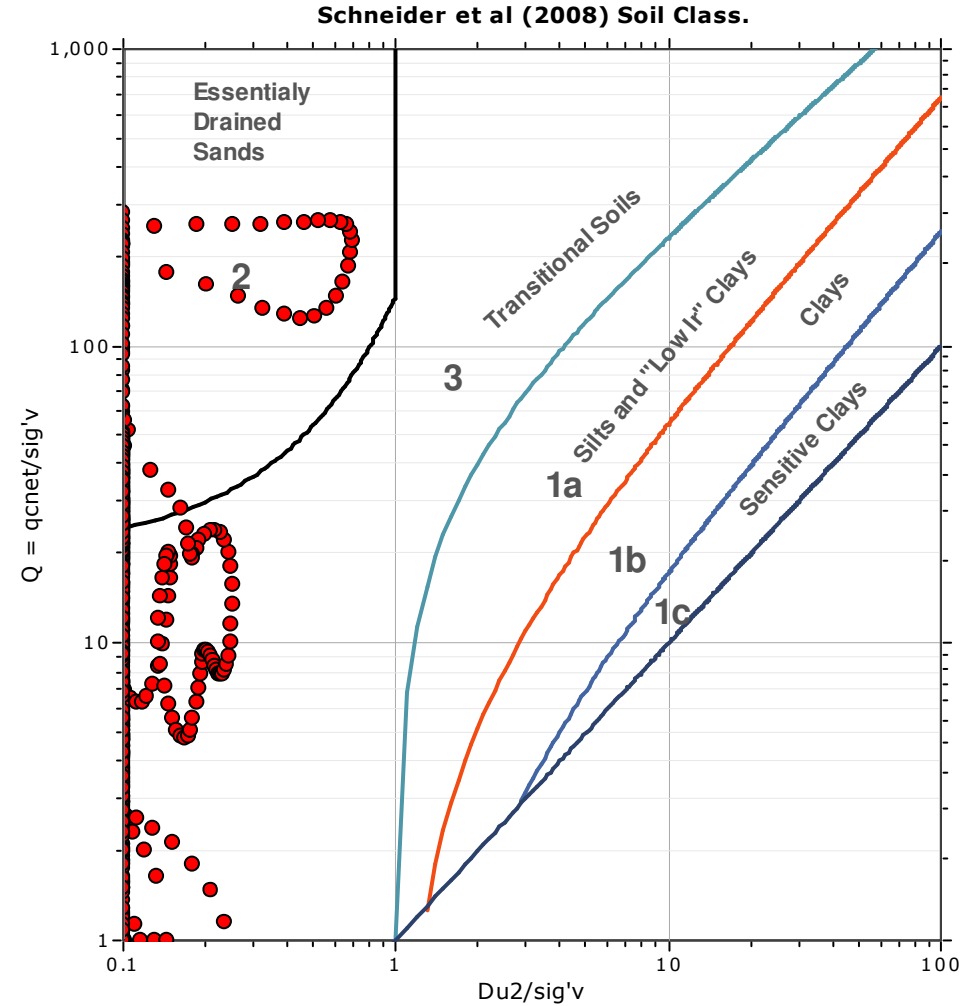 Schneider et al (2008) Soil Class.
1,000
Essentialy
Drained
Sands
2
Transitional Soils
Silts and "Low Ir" Clays
Clays
Sensitive Clays
100
3
1a
1b
1c
10
1
0.1
1
10
100
Q = qcnet/sig'v
Du2/sig'v